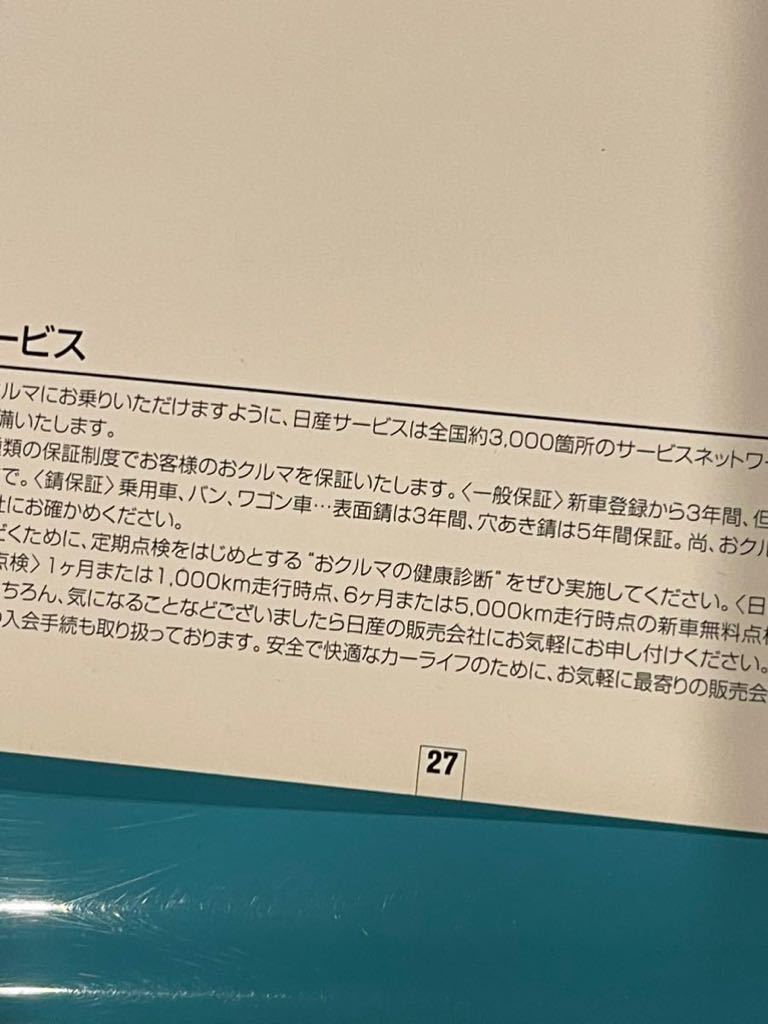 ービス
ルマにお乗りいただけますように、日産サービスは全国約3,000箇所のサービスネットワー
備いたします。
種類の保証制度でお客様のおクルマを保証いたします。〈一般保証〉新車登録から3年間、但
で。〈錆保証〉乗用車、バン、ワゴン車…表面錆は3年間、穴あき錆は5年間保証。尚、おクル
社にお確かめください。
だくために、定期点検をはじめとする“おクルマの健康診断”をぜひ実施してください。〈日
点検〉1ヶ月または1,000km走行時点、6ヶ月または5,000km走行時点の新車無料点検
ちろん、気になることなどございましたら日産の販売会社にお気軽にお申し付けください。
の入会手続も取り扱っております。安全で快適なカーライフのために、お気軽に最寄りの販売会
27